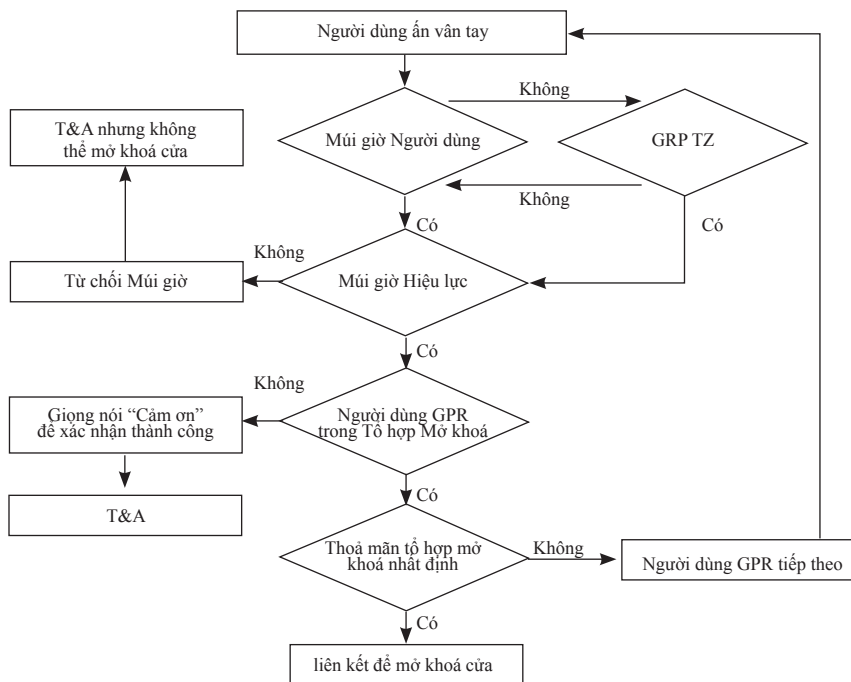 Người dùng ấn vân tay
Không
T&A nhưng không
thể mở khoá cửa
Múi giờ Người dùng
GRP TZ
Không
Có
Có
Không
Từ chối Múi giờ
Múi giờ Hiệu lực
Có
Không
Giọng nói “Cảm ơn”
để xác nhận thành công
Người dùng GPR
trong Tổ hợp Mở khoá
Có
T&A
Thoả mãn tổ hợp mở
khoá nhất định
Không
Người dùng GPR tiếp theo
Có
liên kết để mở khoá cửa